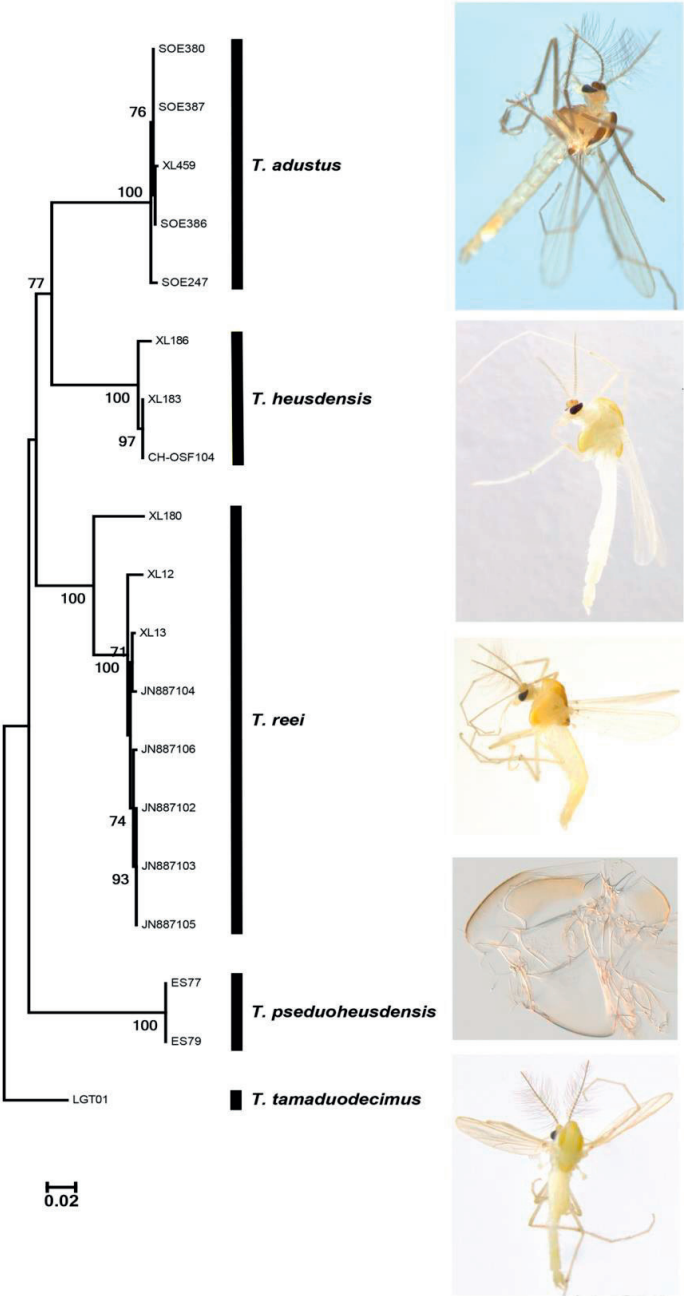 SOE380
SOE387
76
XL459
T. adustus
100
SOE386
SOE247
77
XL186
XL183
T. heusdensis
100
97
CH-OSF104
XL180
XL12
100
XL13
71
100
JN887104
T. reei
JN887106
JN887102
74
JN887103
93
JN887105
ES77
T. pseduoheusdensis
100
ES79
LGT01
T. tamaduodecimus
0.02